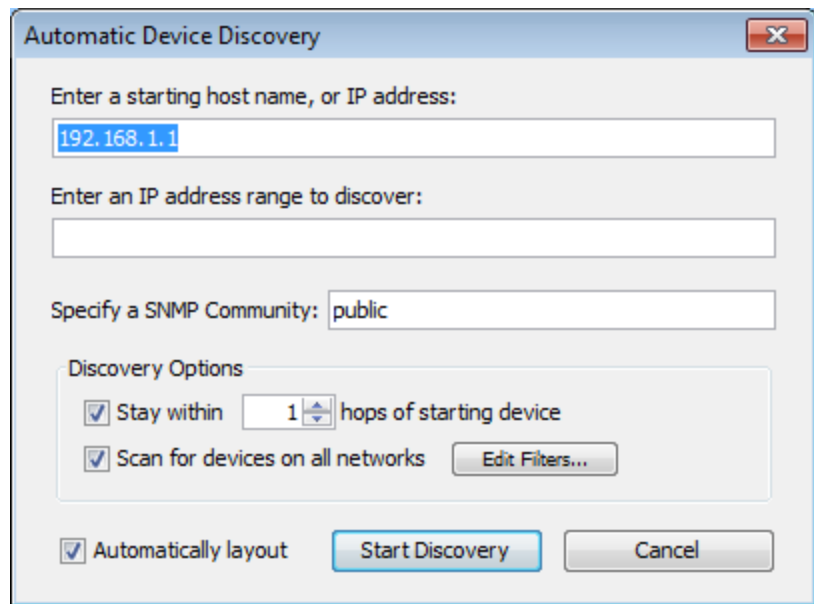 Automatic Device Discovery
Enter a starting host name, or IP address:
192.168.1.1
Enter an IP address range to discover:
Specify a SNMP Community: public
Discovery Options
Stay within 1 hops of starting device
Scan for devices on all networks Edit Filters...
Automatically layout Start Discovery Cancel